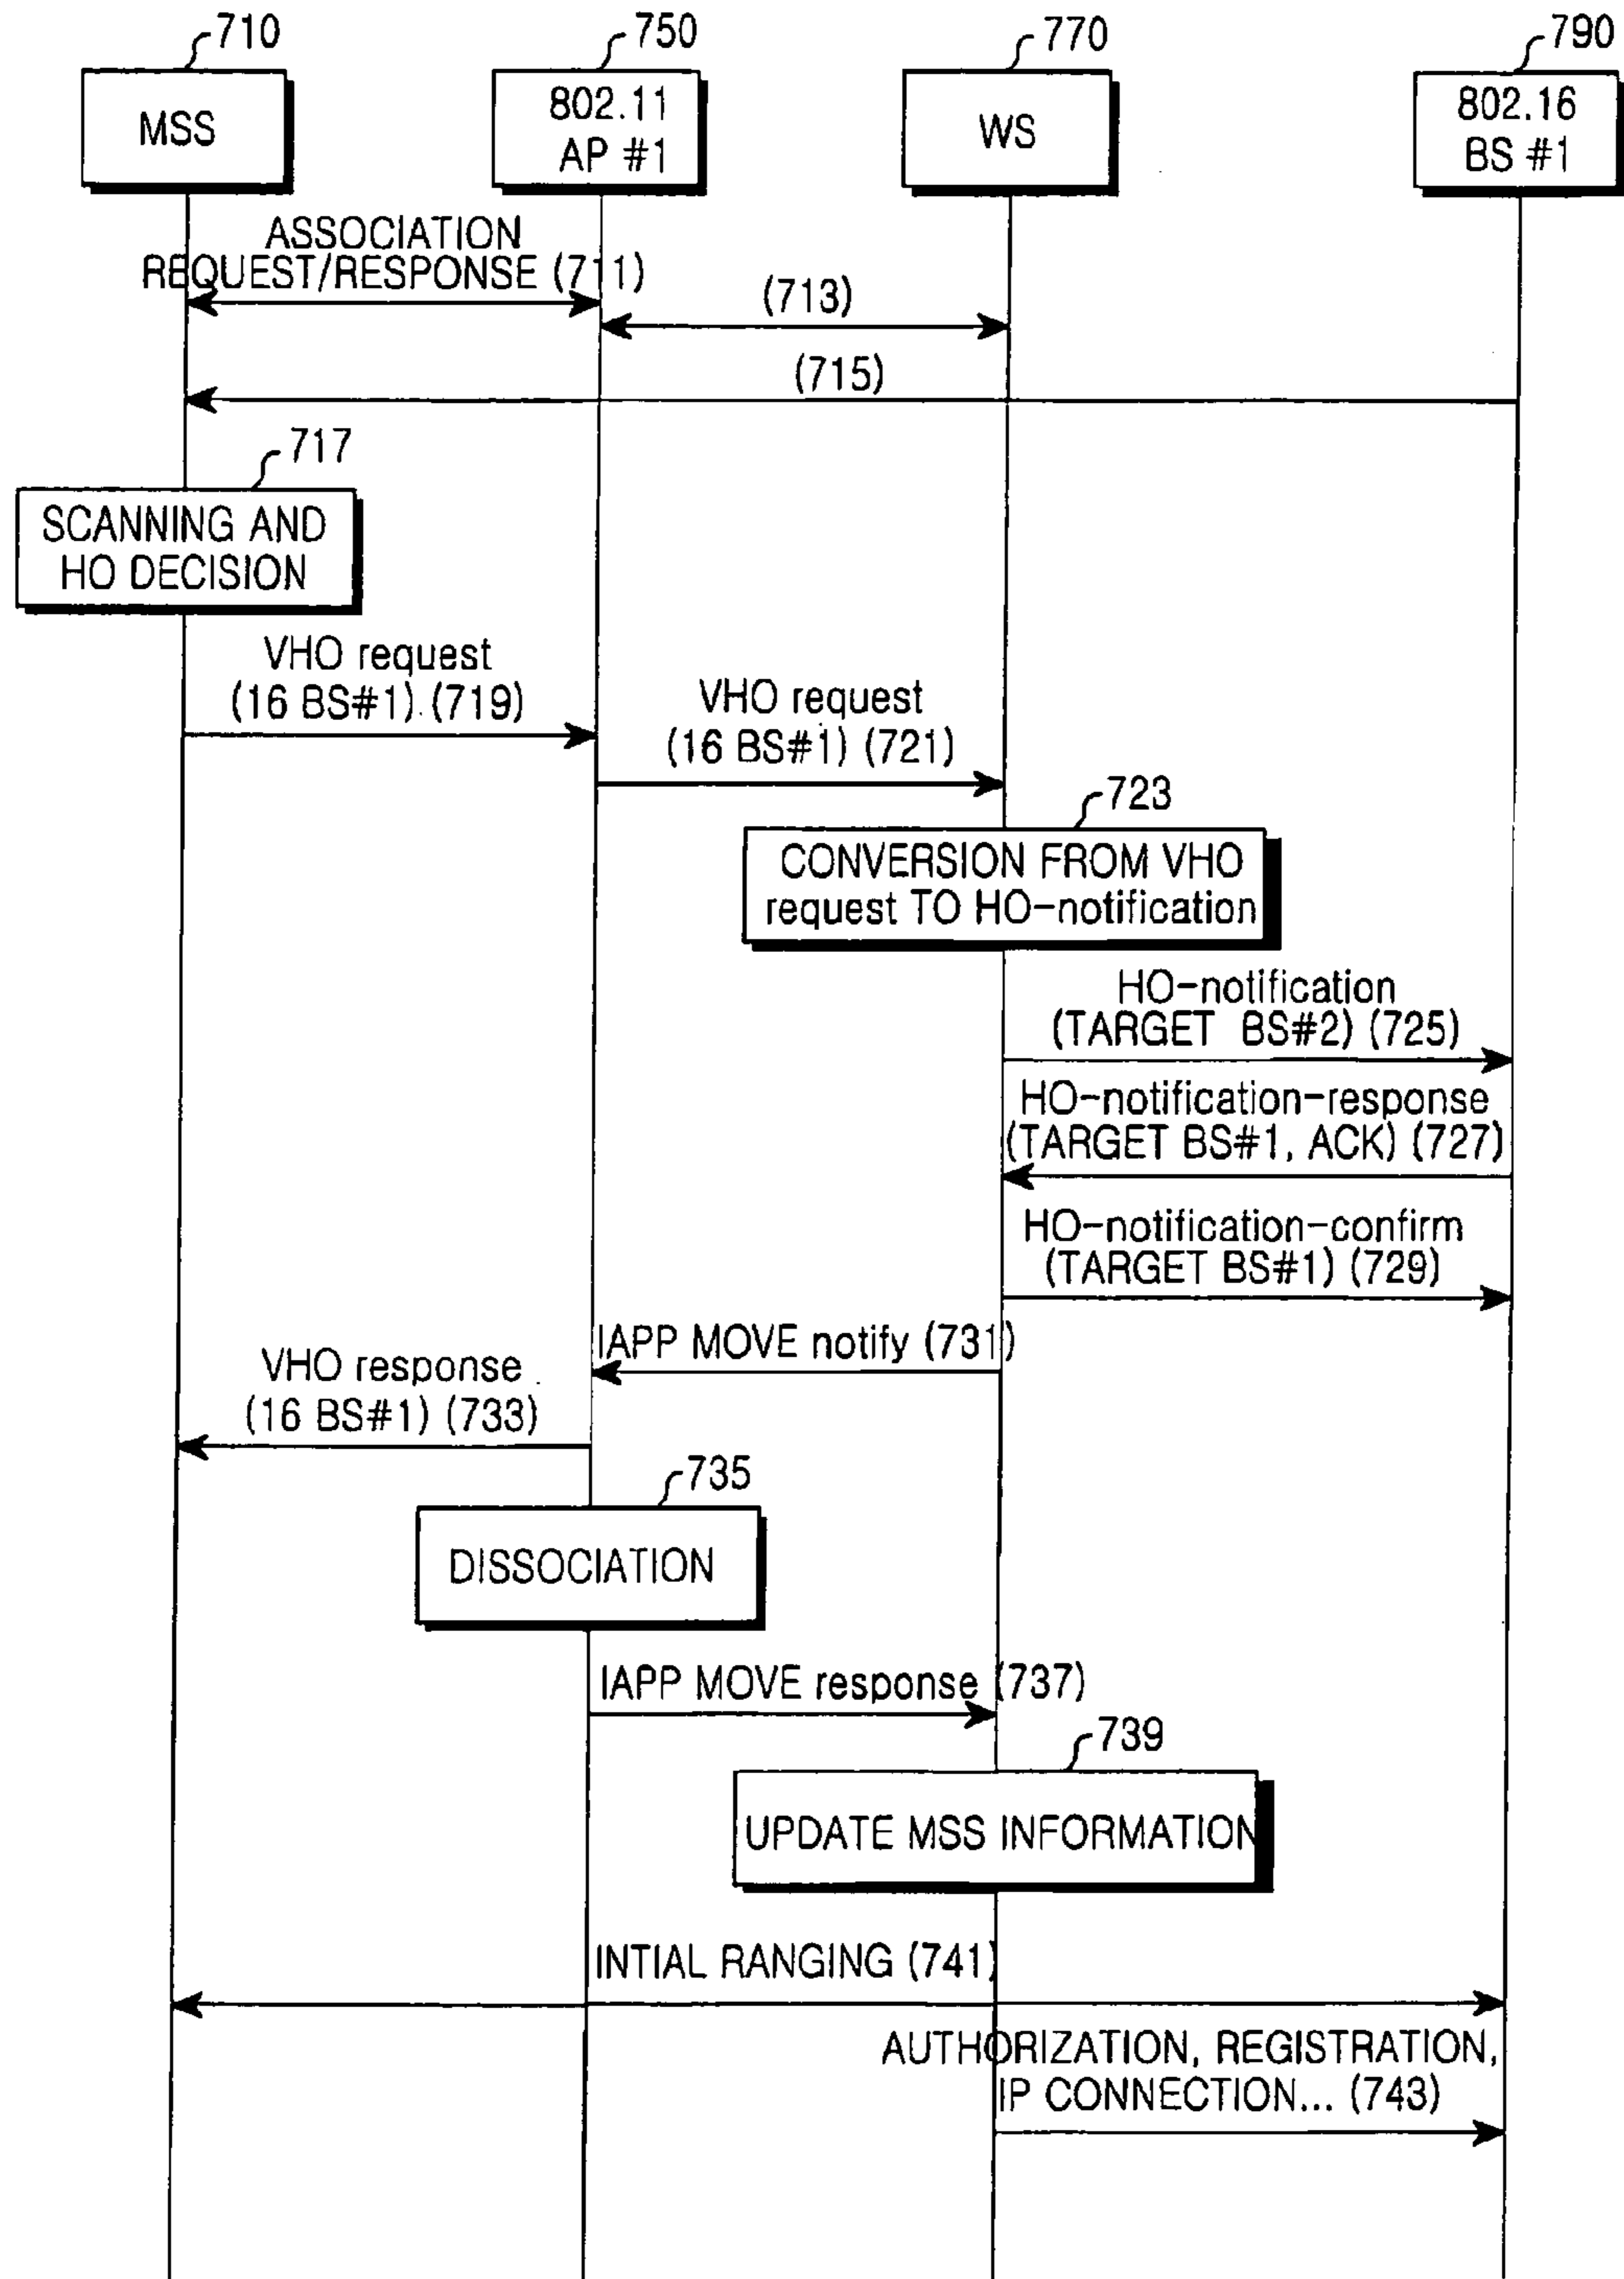 710
750
770
790
MSS
802.11
AP #1
WS
802.16
BS #1
ASSOCIATION
REQUEST/RESPONSE (711)
(713)
(715)
717
SCANNING AND
HO DECISION
VHO request
(16 BS#1) (719)
VHO request
(16 BS#1) (721)
723
CONVERSION FROM VHO
request TO HO-notification
HO-notification
(TARGET BS#2) (725)
HO-notification-response
(TARGET BS#1, ACK) (727)
HO-notification-confirm
(TARGET BS#1) (729)
IAPP MOVE notify (731)
VHO response
(16 BS#1) (733)
735
DISSOCIATION
IAPP MOVE response (737)
739
UPDATE MSS INFORMATION
INTIAL RANGING (741)
AUTHORIZATION, REGISTRATION,
IP CONNECTION... (743)